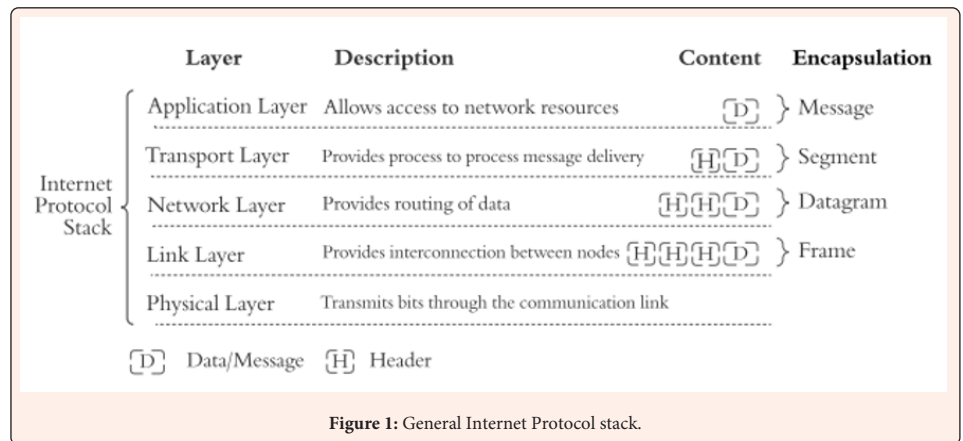 Layer Description Content Encapsulation
Application Layer Allows access to network resources [D] } Message
Transport Layer Provides process to process message delivery [H][D] } Segment
Internet Protocol Stack
Network Layer Provides routing of data [H][H][D] } Datagram
Link Layer Provides interconnection between nodes [H][H][H][D] } Frame
Physical Layer Transmits bits through the communication link
[D] Data/Message [H] Header
Figure 1: General Internet Protocol stack.